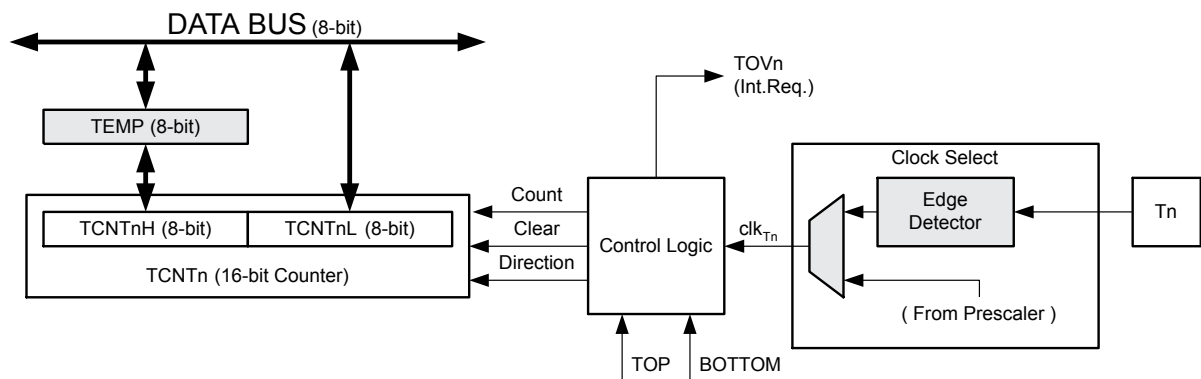 DATA BUS (8-bit)
TEMP (8-bit)
TCNTnH (8-bit)
TCNTnL (8-bit)
TCNTn (16-bit Counter)
Count
Clear
Direction
Control Logic
TOVn
(Int.Req.)
TOP
BOTTOM
clkTn
Clock Select
Edge
Detector
( From Prescaler )
Tn